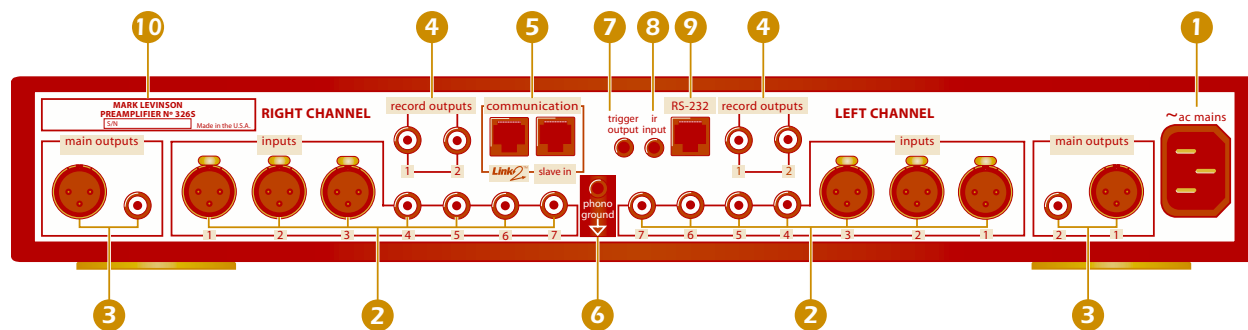 10 4 5 7 8 9 4 1
MARK LEVINSON
PREAMPLIFIER Nº 326S
S/N
Made in the U.S.A.
RIGHT CHANNEL
record outputs
1 2
communication
Link2
slave in
trigger
output
ir
input
RS-232
record outputs
1 2
LEFT CHANNEL
~ac mains
main outputs
inputs
1 2 3 4 5 6 7
phono
ground
inputs
7 6 5 4 3 2 1
main outputs
2 1
3 2 6 2 3